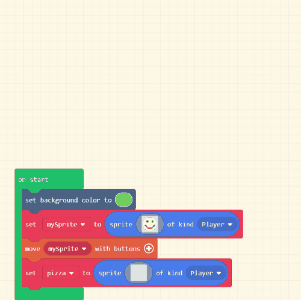 on start
set background color to
set mySprite to sprite of kind Player
move mySprite with buttons
set pizza to sprite of kind Player